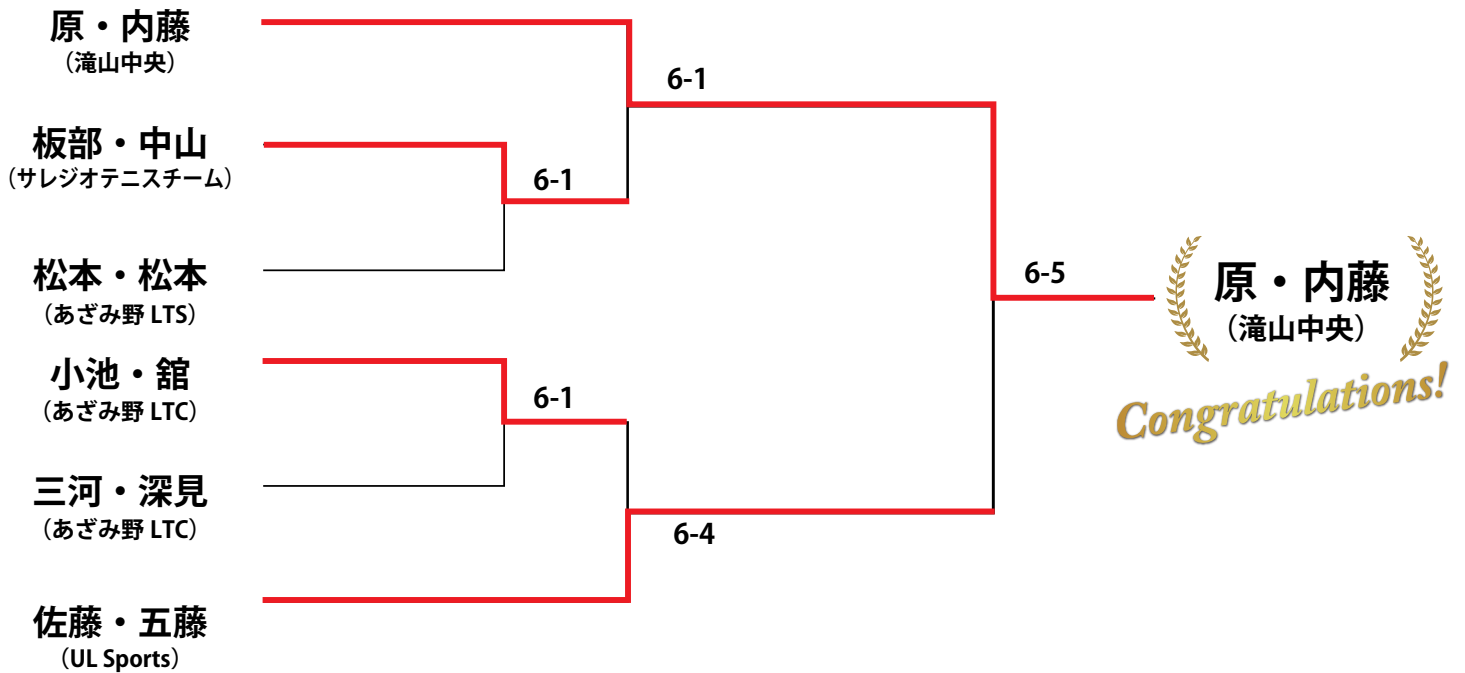 原・内藤
（滝山中央）
板部・中山
（サレジオテニスチーム）
松本・松本
（あざみ野 LTS）
小池・舘
（あざみ野 LTC）
三河・深見
（あざみ野 LTC）
佐藤・五藤
（UL Sports）
6-1
6-1
6-1
6-4
6-5
原・内藤
（滝山中央）
Congratulations!